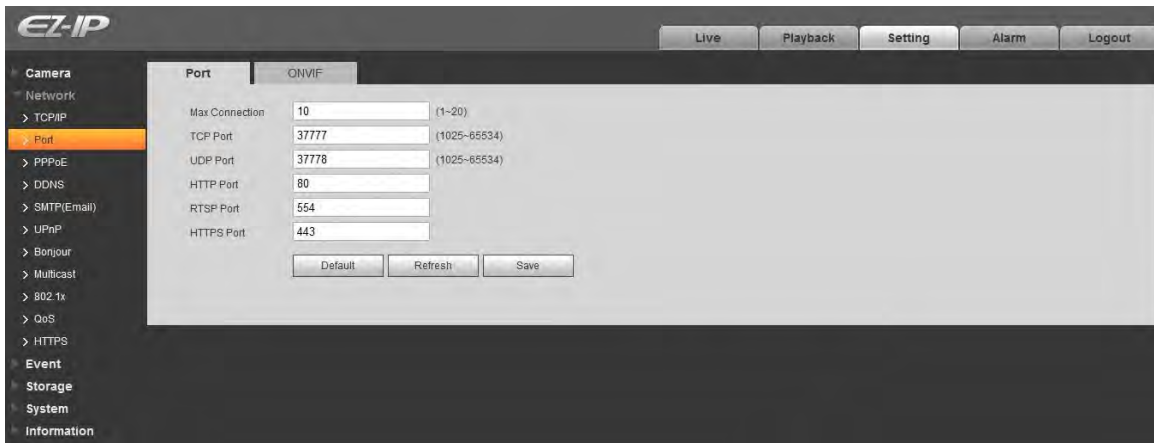 EZ-IP
Live Playback Setting Alarm Logout
Camera
Network
> TCP/IP
> Port
> PPPoE
> DDNS
> SMTP(Email)
> UPnP
> Bonjour
> Multicast
> 802.1x
> QoS
> HTTPS
Event
Storage
System
Information
Port ONVIF
Max Connection 10 (1~20)
TCP Port 37777 (1025~65534)
UDP Port 37778 (1025~65534)
HTTP Port 80
RTSP Port 554
HTTPS Port 443
Default Refresh Save